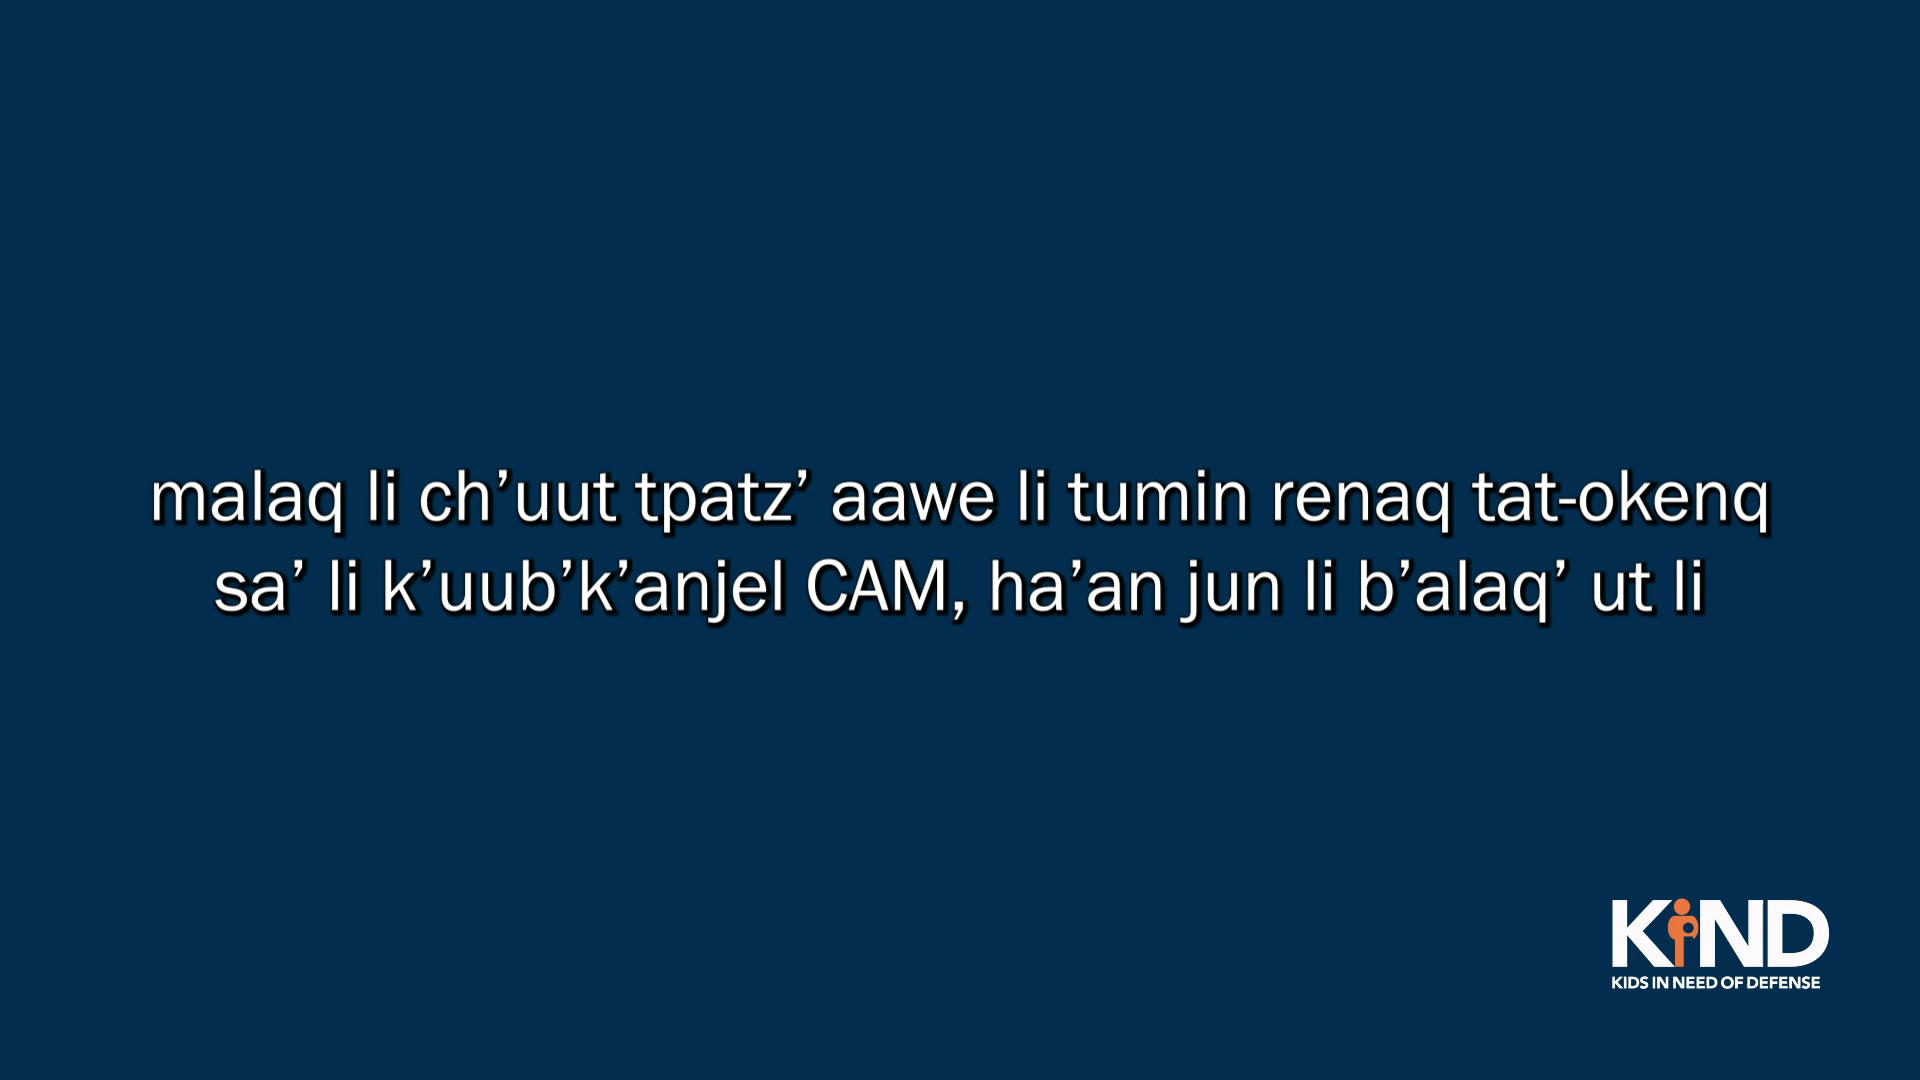 malaq li ch’uut tpatz’ aawe li tumin renaq tat-okenq
sa’ li k’uub’k’anjel CAM, ha’an jun li b’alaq’ ut li
KIND
KIDS IN NEED OF DEFENSE